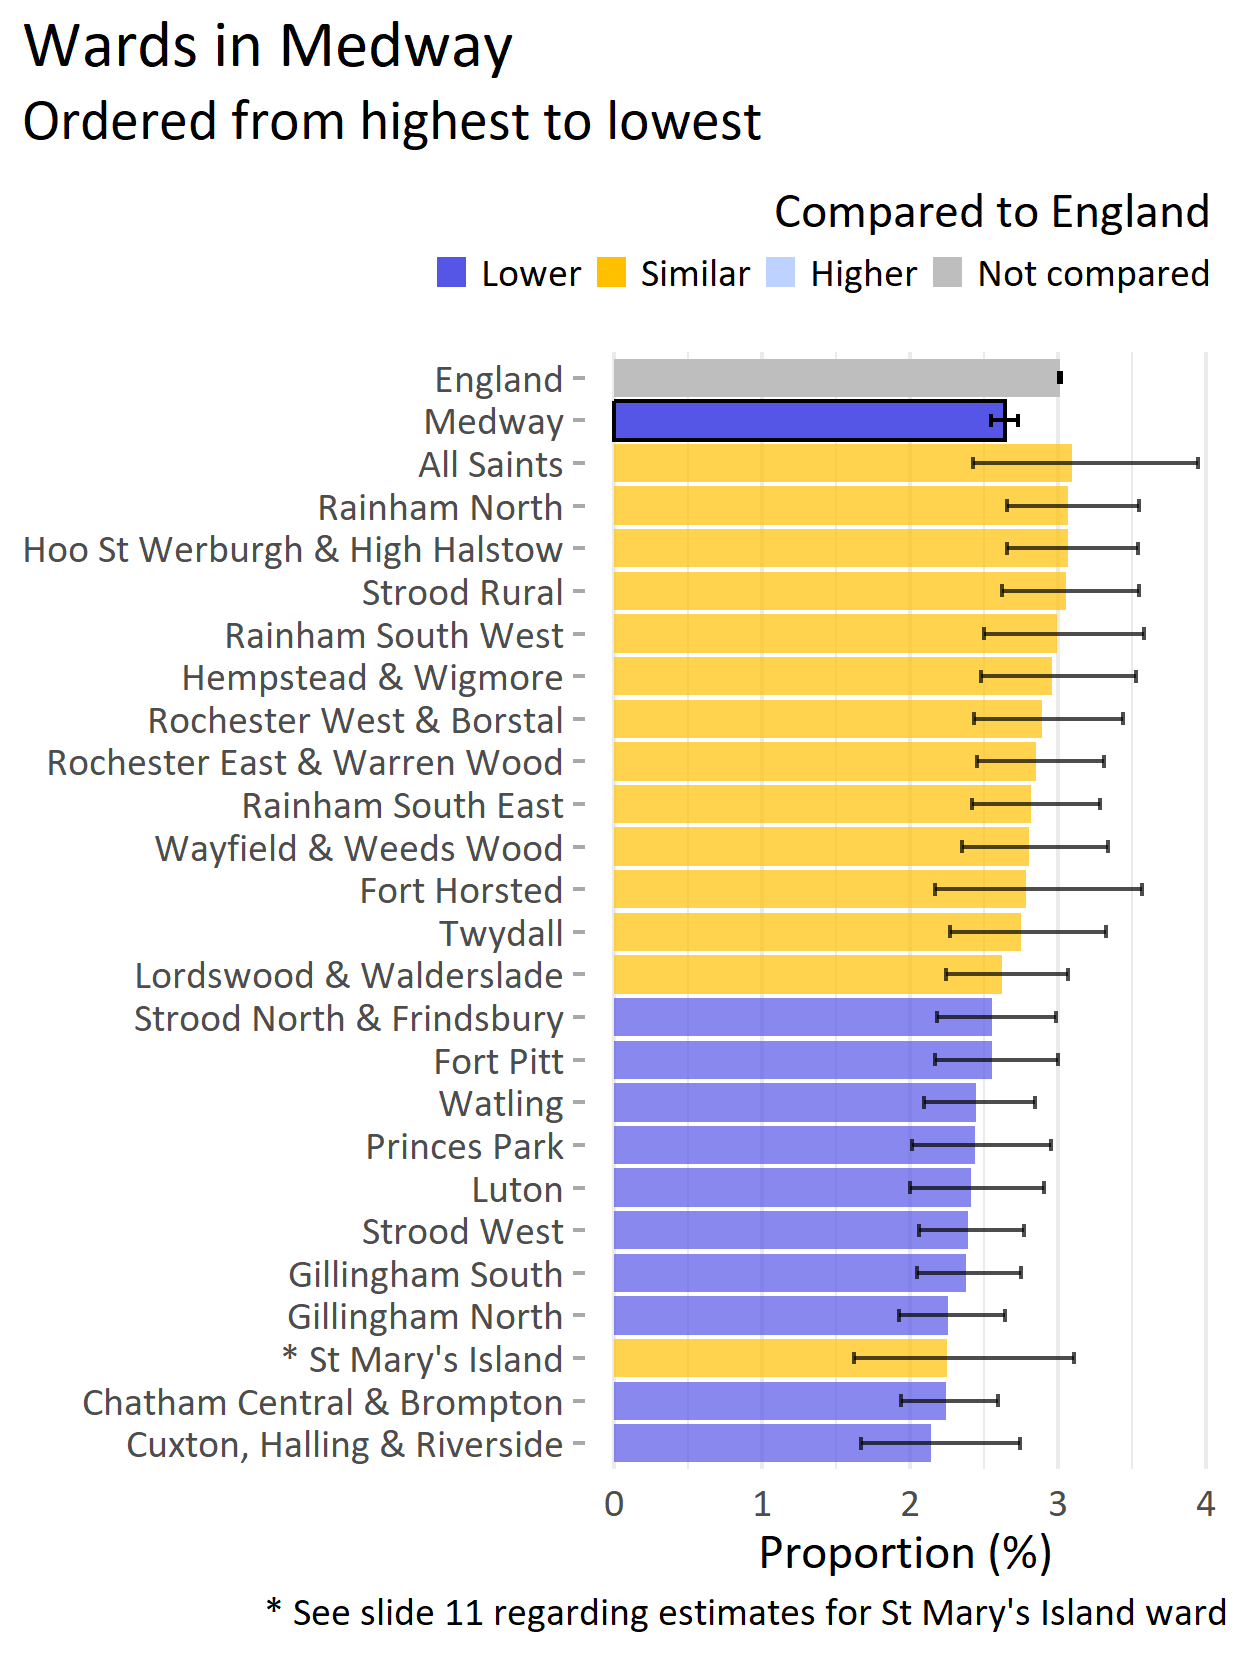 Wards in Medway
Ordered from highest to lowest
Compared to England
Lower Similar Higher Not compared
England
Medway
All Saints
Rainham North
Hoo St Werburgh & High Halstow
Strood Rural
Rainham South West
Hempstead & Wigmore
Rochester West & Borstal
Rochester East & Warren Wood
Rainham South East
Wayfield & Weeds Wood
Fort Horsted
Twydall
Lordswood & Walderslade
Strood North & Frindsbury
Fort Pitt
Watling
Princes Park
Luton
Strood West
Gillingham South
Gillingham North
* St Mary's Island
Chatham Central & Brompton
Cuxton, Halling & Riverside
0 1 2 3 4
Proportion (%)
* See slide 11 regarding estimates for St Mary's Island ward